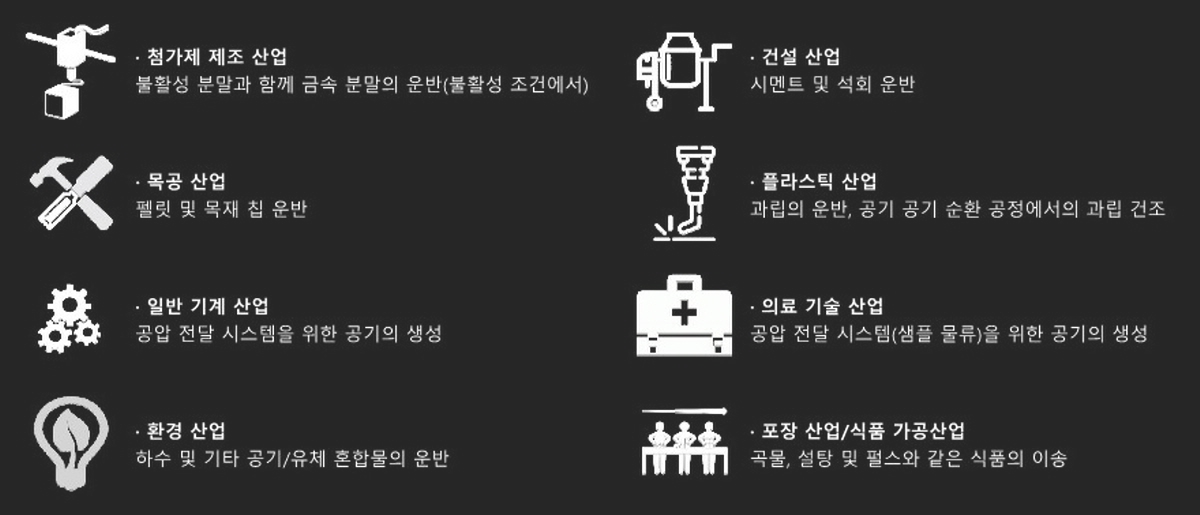 · 첨가제 제조 산업
불활성 분말과 함께 금속 분말의 운반(불활성 조건에서)
· 건설 산업
시멘트 및 석회 운반
· 목공 산업
펠릿 및 목재 칩 운반
· 플라스틱 산업
과립의 운반, 공기 공기 순환 공정에서의 과립 건조
· 일반 기계 산업
공압 전달 시스템을 위한 공기의 생성
· 의료 기술 산업
공압 전달 시스템(샘플 물류)을 위한 공기의 생성
· 환경 산업
하수 및 기타 공기/유체 혼합물의 운반
· 포장 산업/식품 가공산업
곡물, 설탕 및 펄스와 같은 식품의 이송